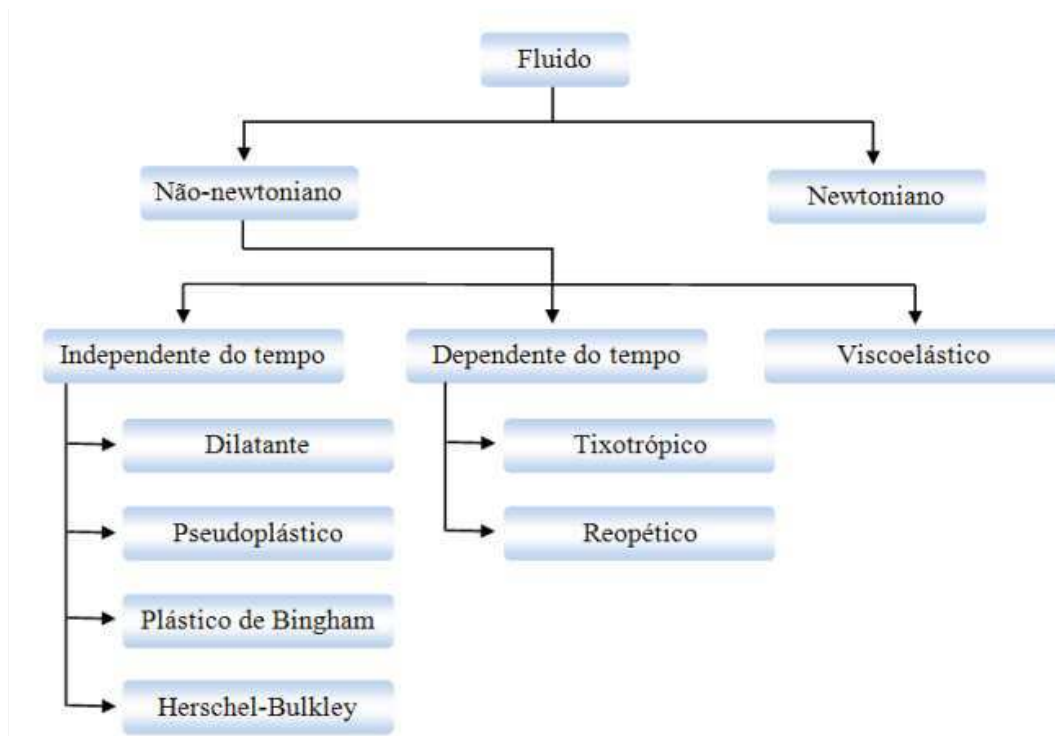 Fluido
Não-newtoniano
Newtoniano
Independente do tempo
Dependente do tempo
Viscoelástico
Dilatante
Tixotrópico
Pseudoplástico
Reopético
Plástico de Bingham
Herschel-Bulkley